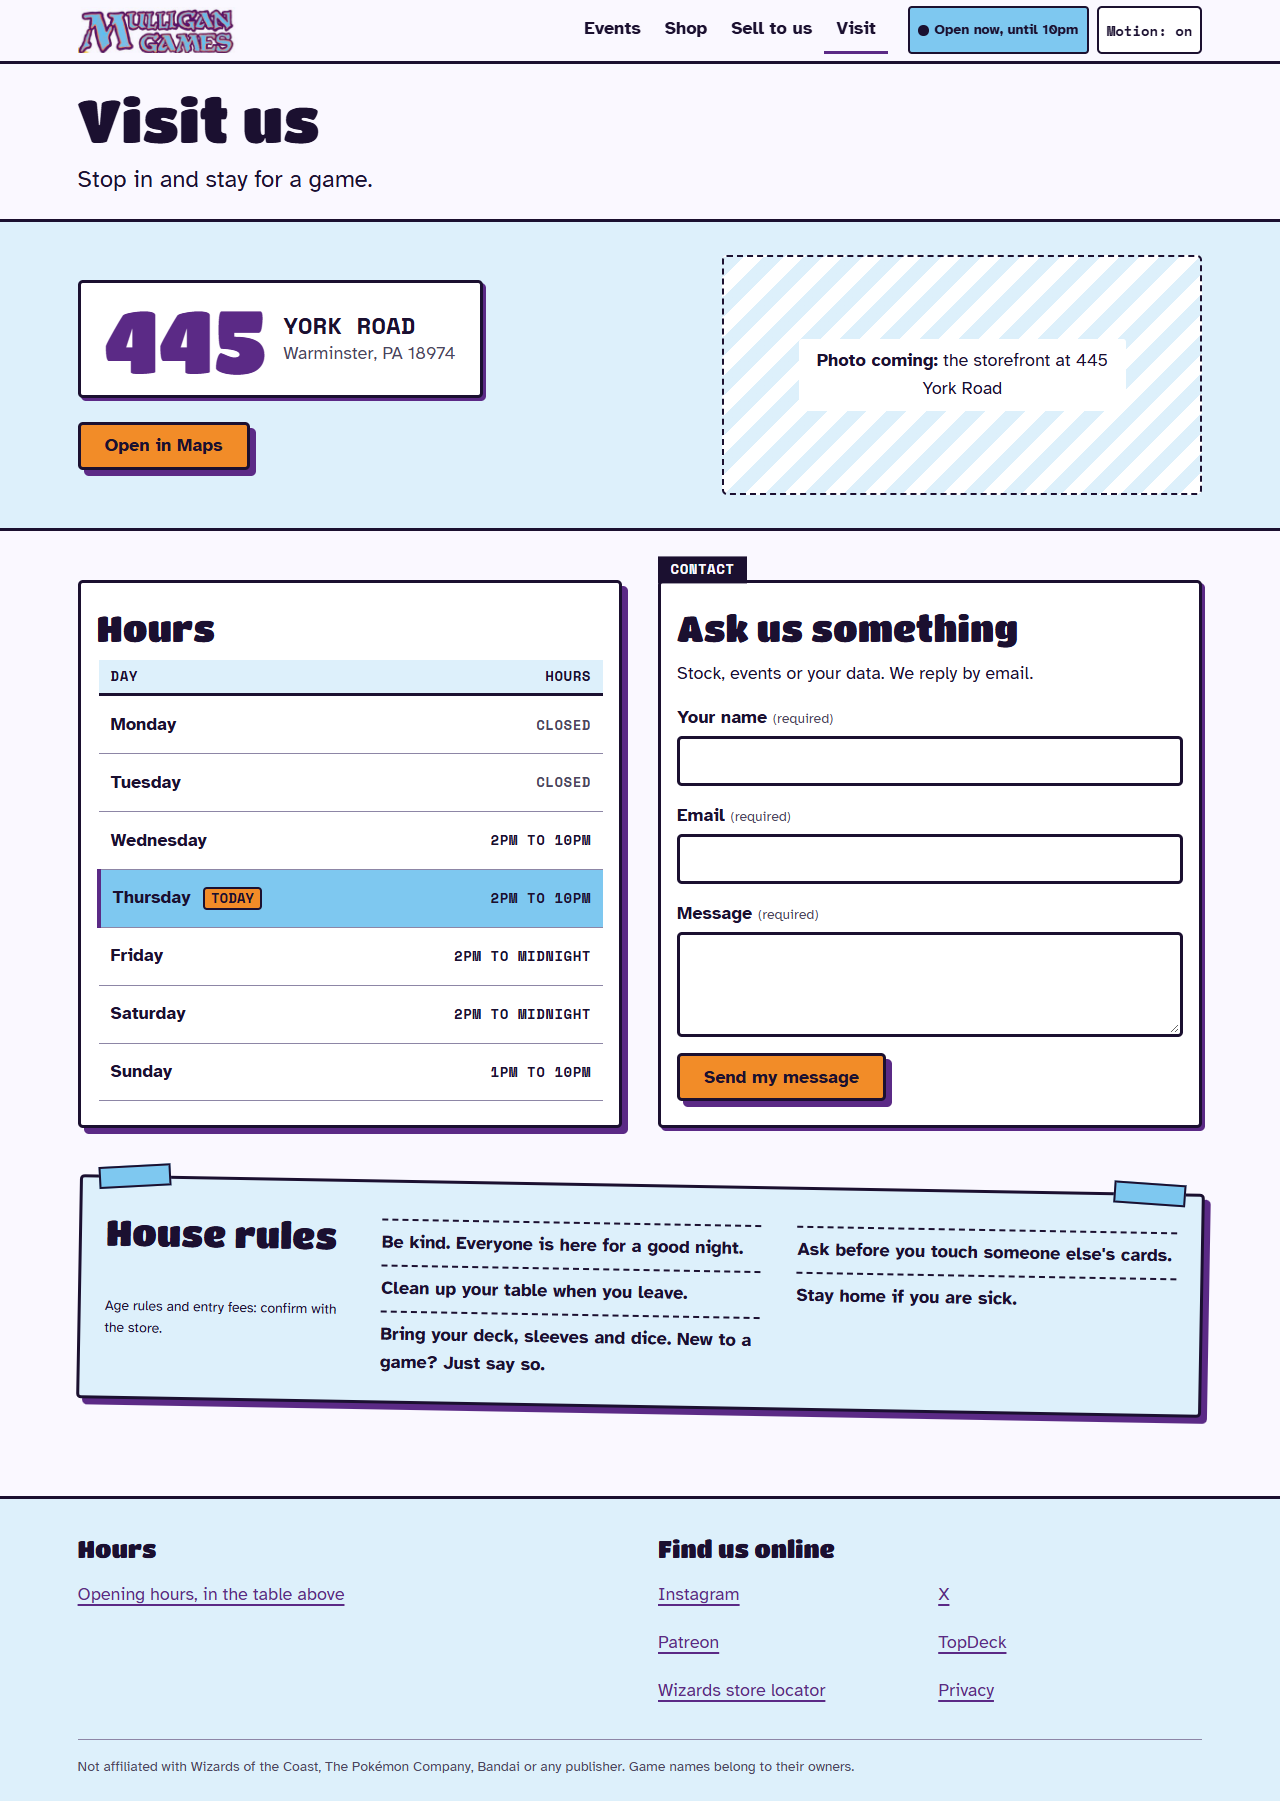 MULLIGAN GAMES
Events Shop Sell to us Visit Open now, until 10pm Motion: on
Visit us
Stop in and stay for a game.
445 YORK ROAD
Warminster, PA 18974
Open in Maps
Photo coming: the storefront at 445
York Road
Hours
DAY HOURS
Monday CLOSED
Tuesday CLOSED
Wednesday 2PM TO 10PM
Thursday TODAY 2PM TO 10PM
Friday 2PM TO MIDNIGHT
Saturday 2PM TO MIDNIGHT
Sunday 1PM TO 10PM
CONTACT
Ask us something
Stock, events or your data. We reply by email.
Your name (required)
Email (required)
Message (required)
Send my message
House rules
Age rules and entry fees: confirm with
the store.
Be kind. Everyone is here for a good night.
Clean up your table when you leave.
Bring your deck, sleeves and dice. New to a
game? Just say so.
Ask before you touch someone else's cards.
Stay home if you are sick.
Hours
Opening hours, in the table above
Find us online
Instagram X
Patreon TopDeck
Wizards store locator Privacy
Not affiliated with Wizards of the Coast, The Pokémon Company, Bandai or any publisher. Game names belong to their owners.